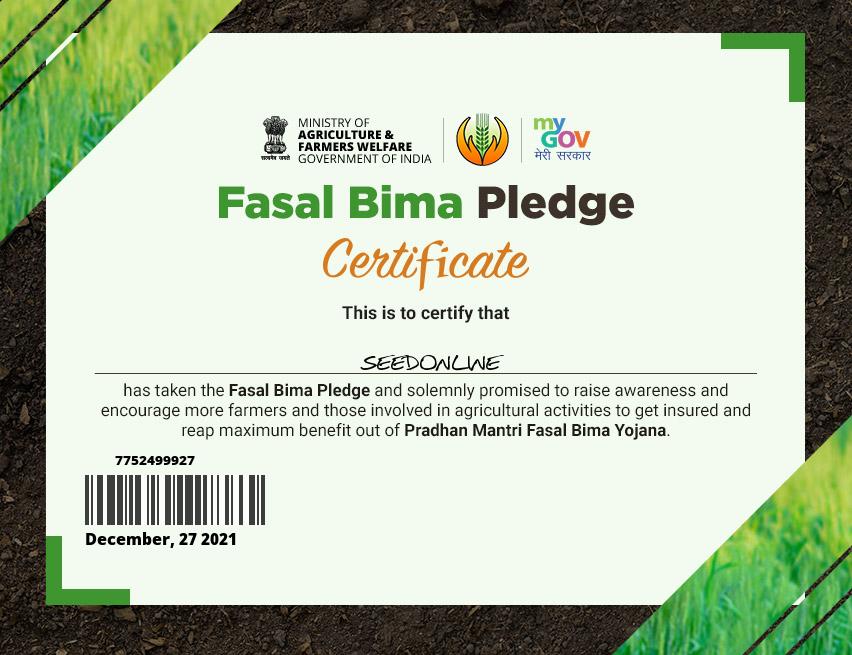 MINISTRY OF
AGRICULTURE &
FARMERS WELFARE
GOVERNMENT OF INDIA
सत्यमेव जयते
my
GOV
मेरी सरकार
Fasal Bima Pledge
Certificate
This is to certify that
SEEDONLINE
has taken the Fasal Bima Pledge and solemnly promised to raise awareness and
encourage more farmers and those involved in agricultural activities to get insured and
reap maximum benefit out of Pradhan Mantri Fasal Bima Yojana.
7752499927
December, 27 2021